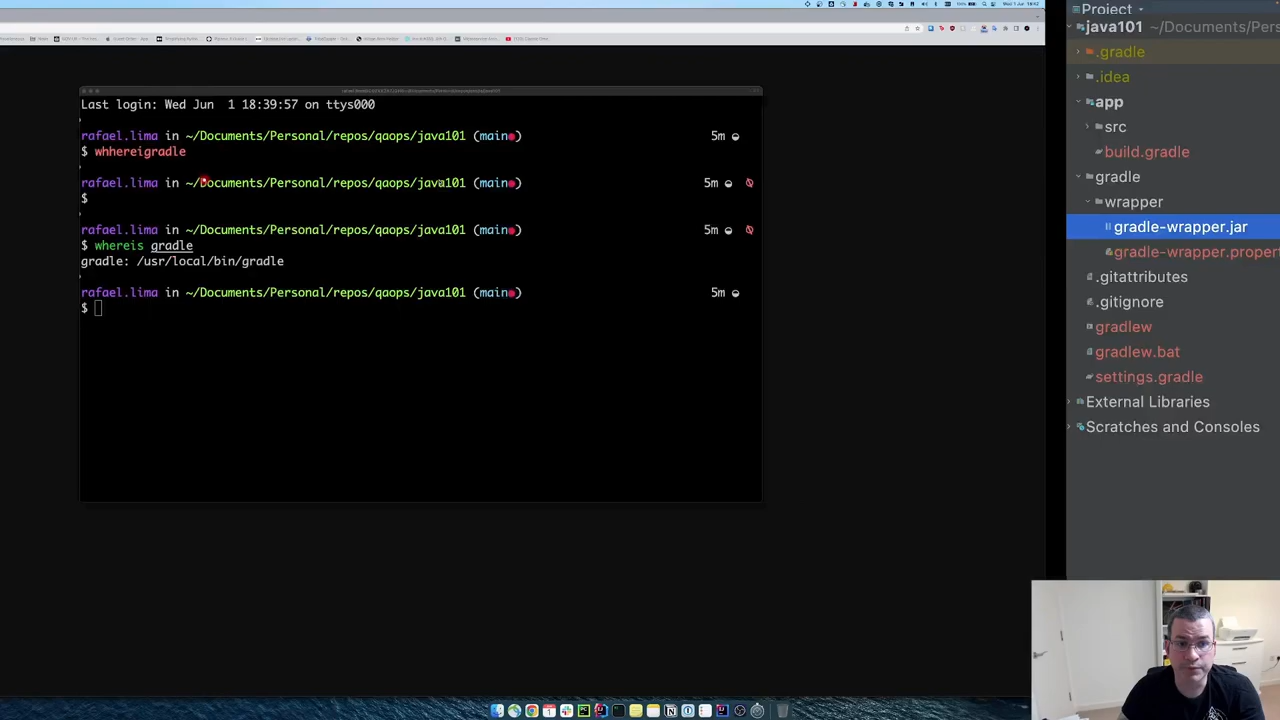 Last login: Wed Jun  1 18:39:57 on ttys000
rafael.lima in ~/Documents/Personal/repos/qaops/java101 (main●) 5m
$ whhereigradle
rafael.lima in ~/Documents/Personal/repos/qaops/java101 (main●) 5m
$
rafael.lima in ~/Documents/Personal/repos/qaops/java101 (main●) 5m
$ whereis gradle
gradle: /usr/local/bin/gradle
rafael.lima in ~/Documents/Personal/repos/qaops/java101 (main●) 5m
$
Project
java101 ~/Documents/Pers
.gradle
.idea
app
src
build.gradle
gradle
wrapper
gradle-wrapper.jar
gradle-wrapper.proper
.gitattributes
.gitignore
gradlew
gradlew.bat
settings.gradle
External Libraries
Scratches and Consoles